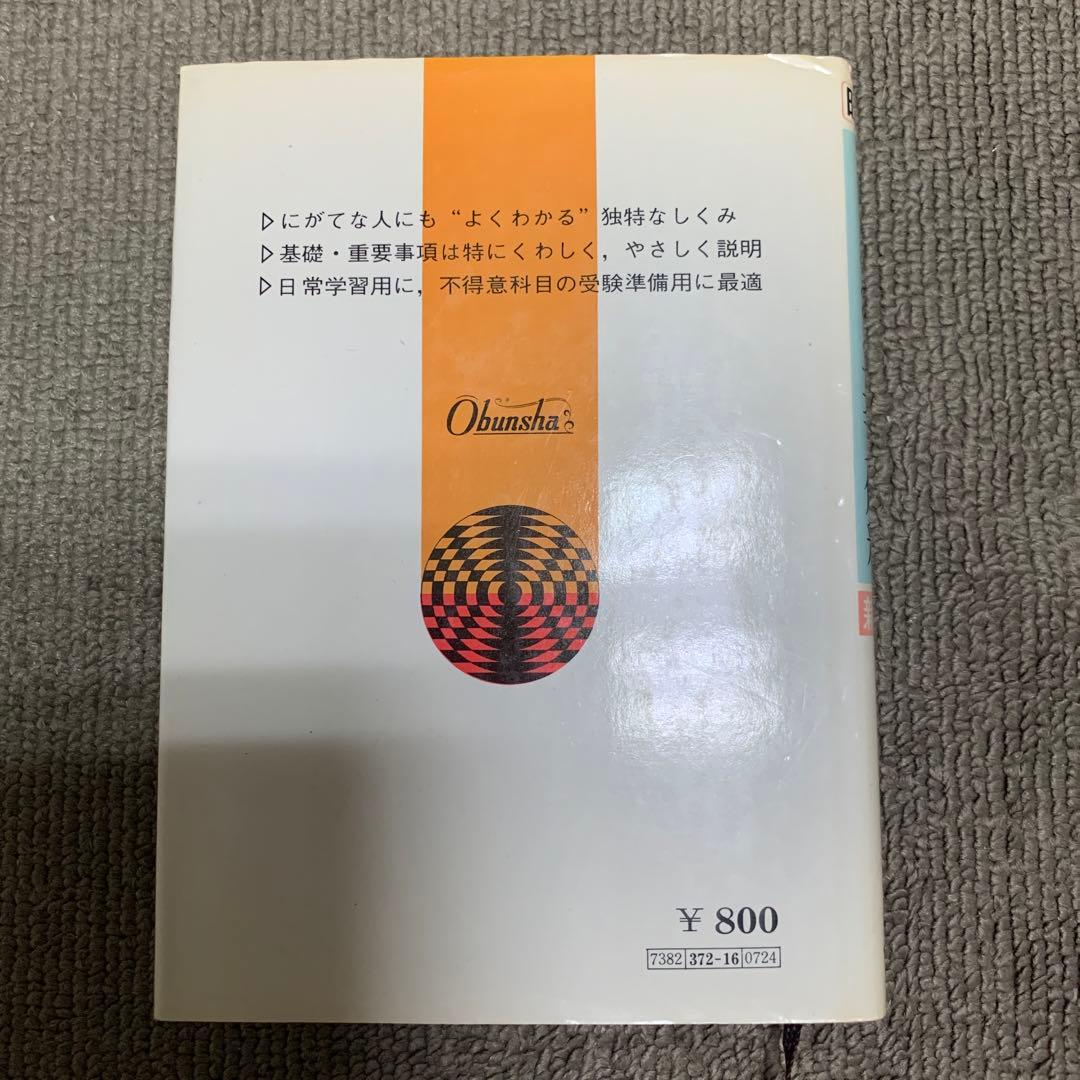 ▷にがてな人にも“よくわかる”独特なしくみ
▷基礎・重要事項は特にくわしく，やさしく説明
▷日常学習用に，不得意科目の受験準備用に最適
Obunsha
¥ 800
7382 372-16 0724